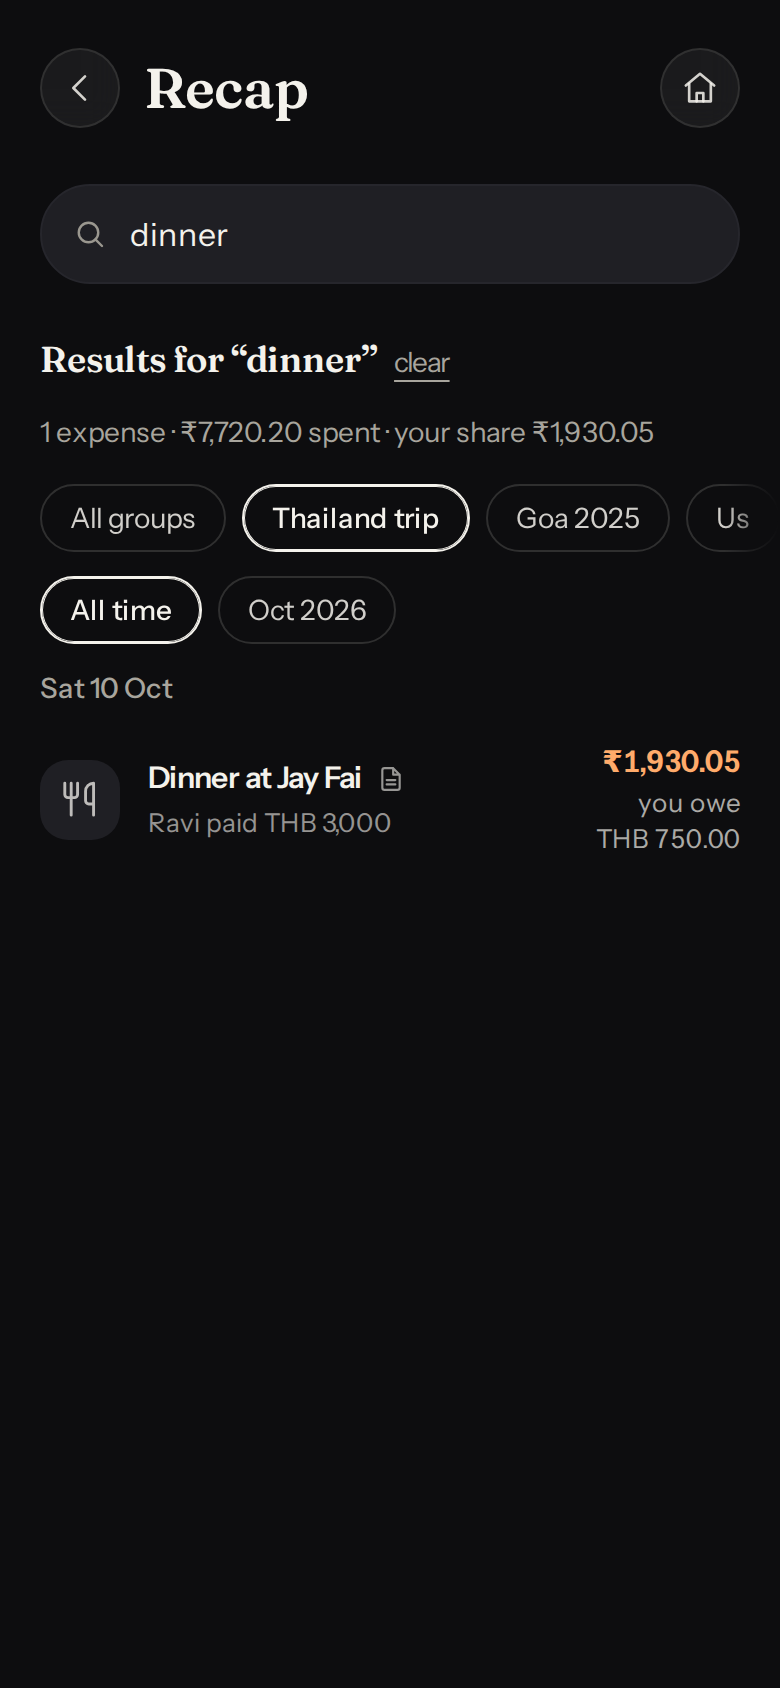 Recap
dinner
Results for “dinner” clear
1 expense · ₹7,720.20 spent · your share ₹1,930.05
All groups Thailand trip Goa 2025 Us
All time Oct 2026
Sat 10 Oct
Dinner at Jay Fai
Ravi paid THB 3,000
₹1,930.05
you owe
THB 750.00